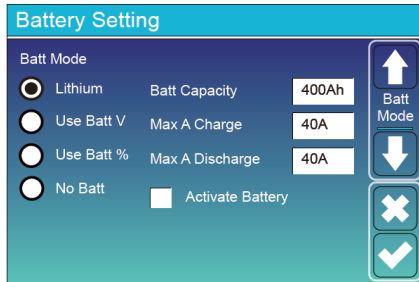 Battery Setting
Batt Mode
Lithium
Batt Capacity
400Ah
Use Batt V
Max A Charge
40A
Use Batt %
Max A Discharge
40A
No Batt
Activate Battery
Batt
Mode